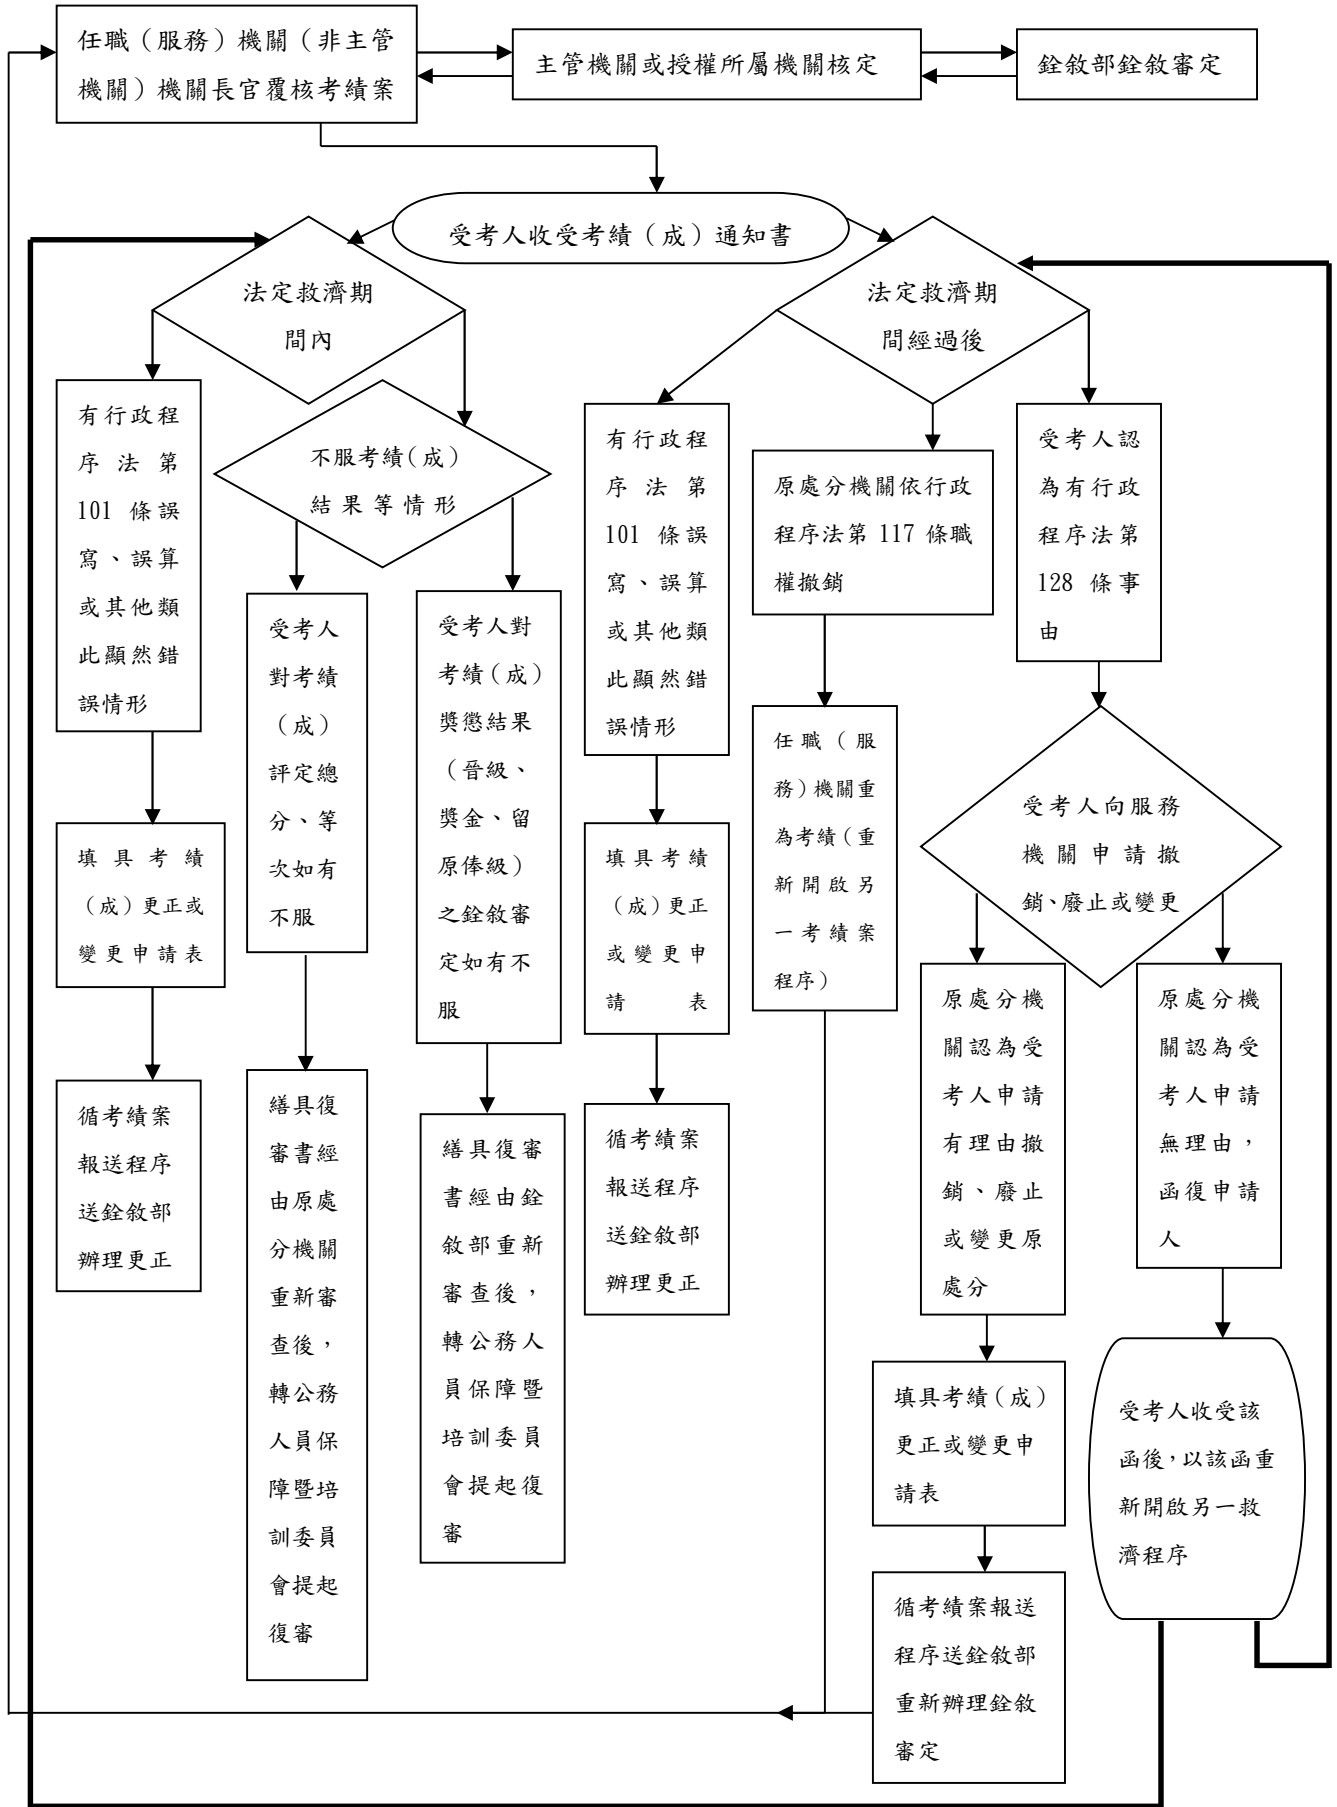 任職（服務）機關（非主管
機關）機關長官覆核考績案
主管機關或授權所屬機關核定
銓敘部銓敘審定
受考人收受考績（成）通知書
法定救濟期
間內
法定救濟期
間經過後
有行政程
序法第
101 條誤
寫、誤算
或其他類
此顯然錯
誤情形
不服考績（成）
結果等情形
有行政程
序法第
101 條誤
寫、誤算
或其他類
此顯然錯
誤情形
原處分機關依行政
程序法第 117 條職
權撤銷
受考人認
為有行政
程序法第
128 條事
由
受考人
對考績
（成）
評定總
分、等
次如有
不服
受考人對
考績（成）
獎懲結果
（晉級、
獎金、留
原俸級）
之銓敘審
定如有不
服
任職（服
務）機關重
為考績（重
新開啟另
一考績案
程序）
受考人向服務
機關申請撤
銷、廢止或變更
填具考績
（成）更正或
變更申請表
填具考績
（成）更正
或變更申
請表
原處分機
關認為受
考人申請
有理由撤
銷、廢止
或變更原
處分
原處分機
關認為受
考人申請
無理由，
函復申請
人
循考績案
報送程序
送銓敘部
辦理更正
繕具復
審書經
由原處
分機關
重新審
查後，
轉公務
人員保
障暨培
訓委員
會提起
復審
繕具復審
書經由銓
敘部重新
審查後，
轉公務人
員保障暨
培訓委員
會提起復
審
循考績案
報送程序
送銓敘部
辦理更正
填具考績（成）
更正或變更申
請表
受考人收受該
函後，以該函重
新開啟另一救
濟程序
循考績案報送
程序送銓敘部
重新辦理銓敘
審定